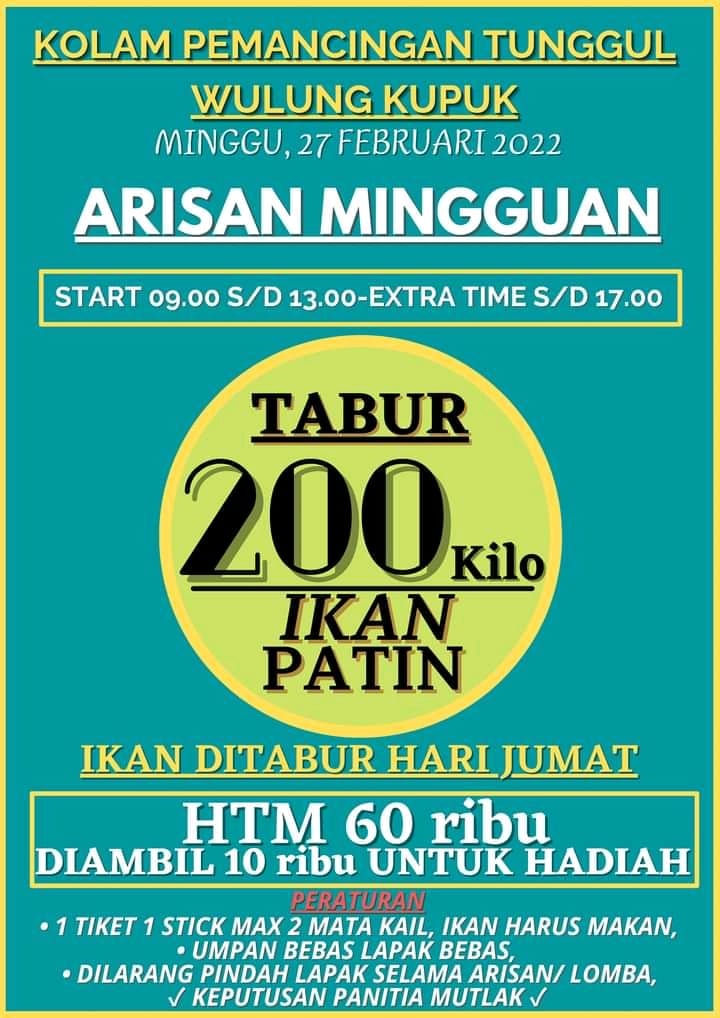 KOLAM PEMANCINGAN TUNGGUL
WULUNG KUPUK
MINGGU, 27 FEBRUARI 2022
ARISAN MINGGUAN
START 09.00 S/D 13.00-EXTRA TIME S/D 17.00
TABUR
200 Kilo
IKAN
PATIN
IKAN DITABUR HARI JUMAT
HTM 60 ribu
DIAMBIL 10 ribu UNTUK HADIAH
PERATURAN
• 1 TIKET 1 STICK MAX 2 MATA KAIL, IKAN HARUS MAKAN,
• UMPAN BEBAS LAPAK BEBAS,
• DILARANG PINDAH LAPAK SELAMA ARISAN/ LOMBA,
✓ KEPUTUSAN PANITIA MUTLAK ✓